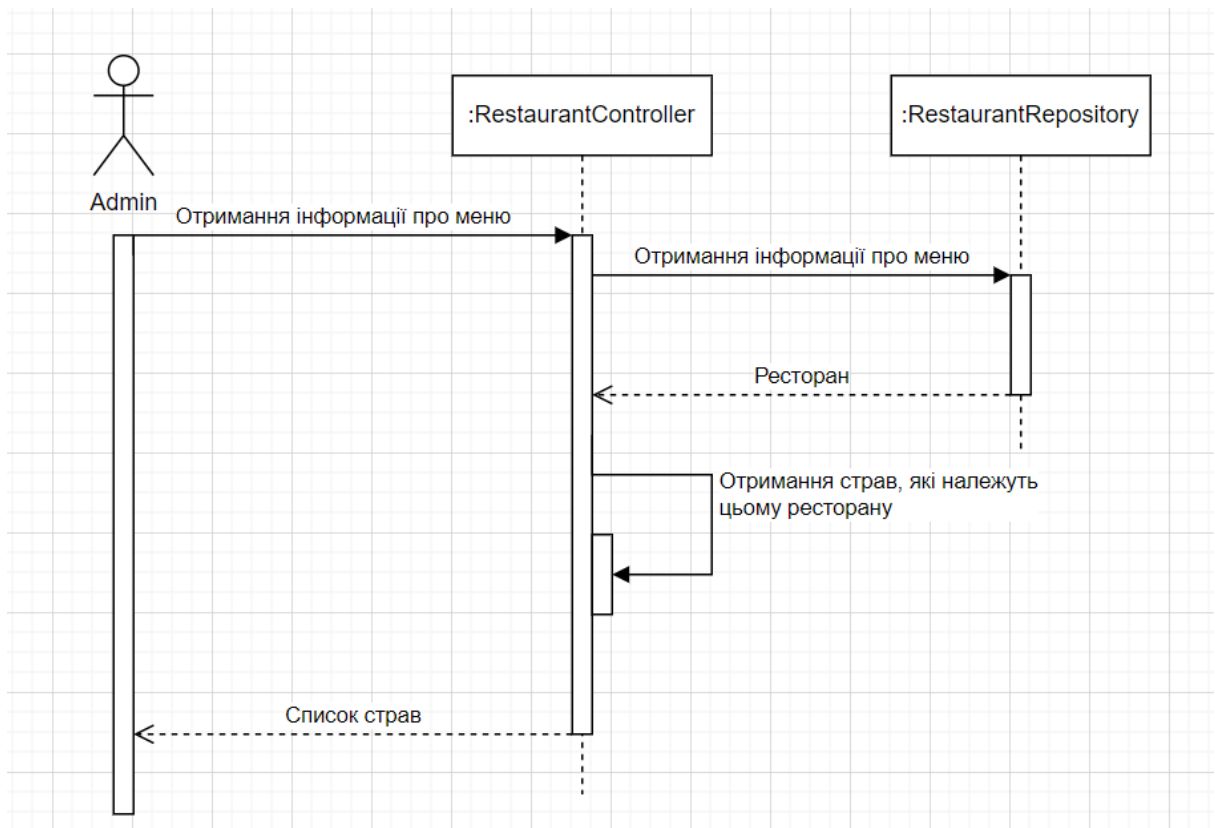 :RestaurantController
:RestaurantRepository
Admin
Отримання інформації про меню
Отримання інформації про меню
Ресторан
Отримання страв, які належуть
цьому ресторану
Список страв